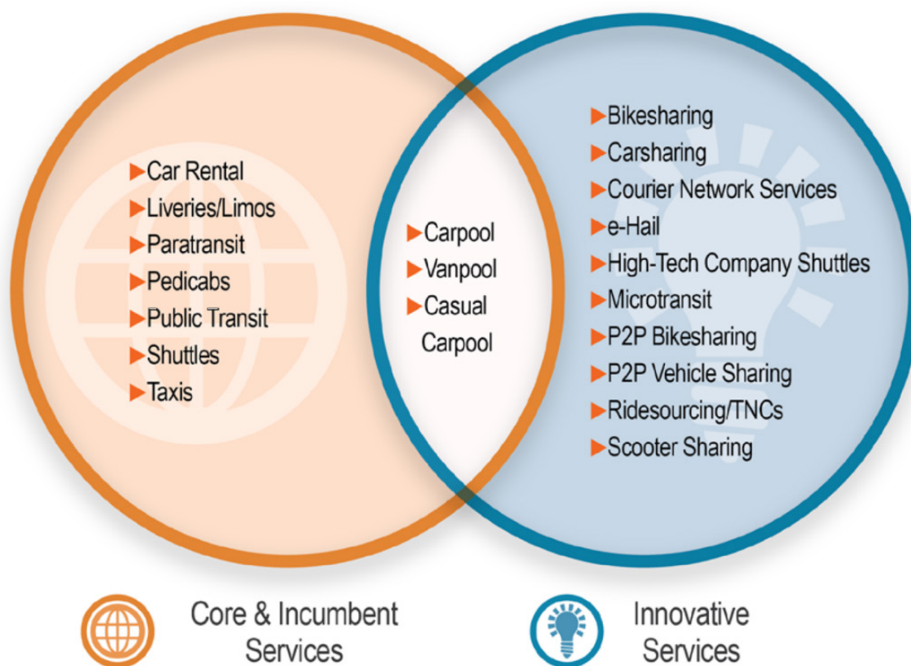 Car Rental
Liveries/Limos
Paratransit
Pedicabs
Public Transit
Shuttles
Taxis
Carpool
Vanpool
Casual
Carpool
Bikesharing
Carsharing
Courier Network Services
e-Hail
High-Tech Company Shuttles
Microtransit
P2P Bikesharing
P2P Vehicle Sharing
Ridesourcing/TNCs
Scooter Sharing
Core & Incumbent
Services
Innovative
Services